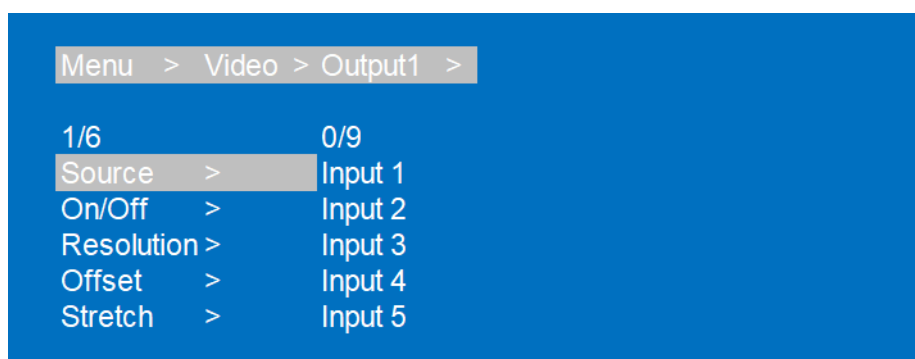 Menu > Video > Output1 >
1/6 0/9
Source > Input 1
On/Off > Input 2
Resolution > Input 3
Offset > Input 4
Stretch > Input 5